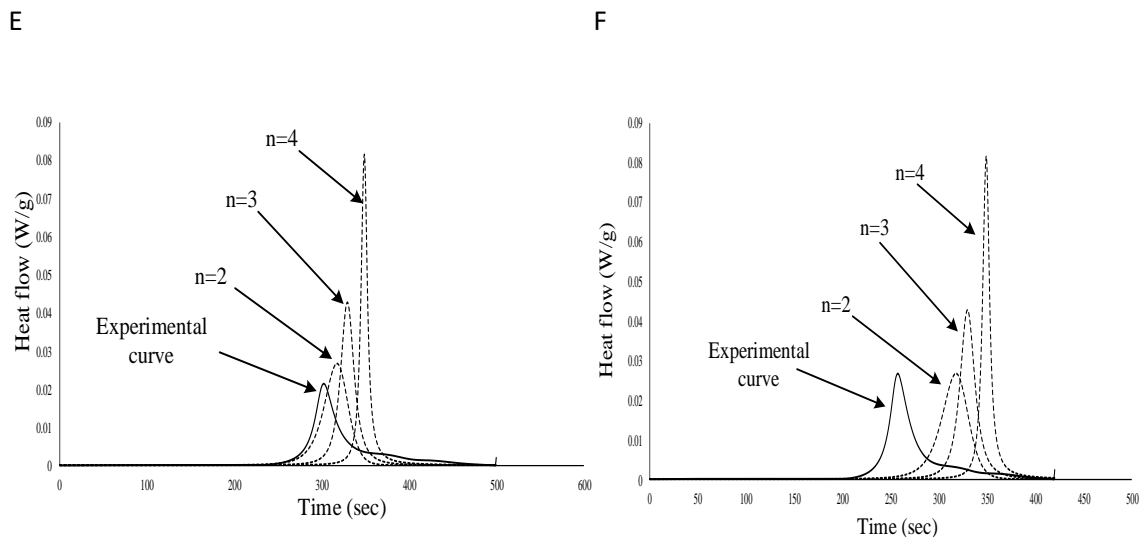 E
F
0.09
0.08
0.07
0.06
0.05
0.04
0.03
0.02
0.01
0
Heat flow (W/g)
n=4
n=3
n=2
Experimental
curve
0
100
200
300
400
500
600
Time (sec)
0.09
0.08
0.07
0.06
0.05
0.04
0.03
0.02
0.01
0
Heat flow (W/g)
n=4
n=3
n=2
Experimental
curve
0
50
100
150
200
250
300
350
400
450
500
Time (sec)